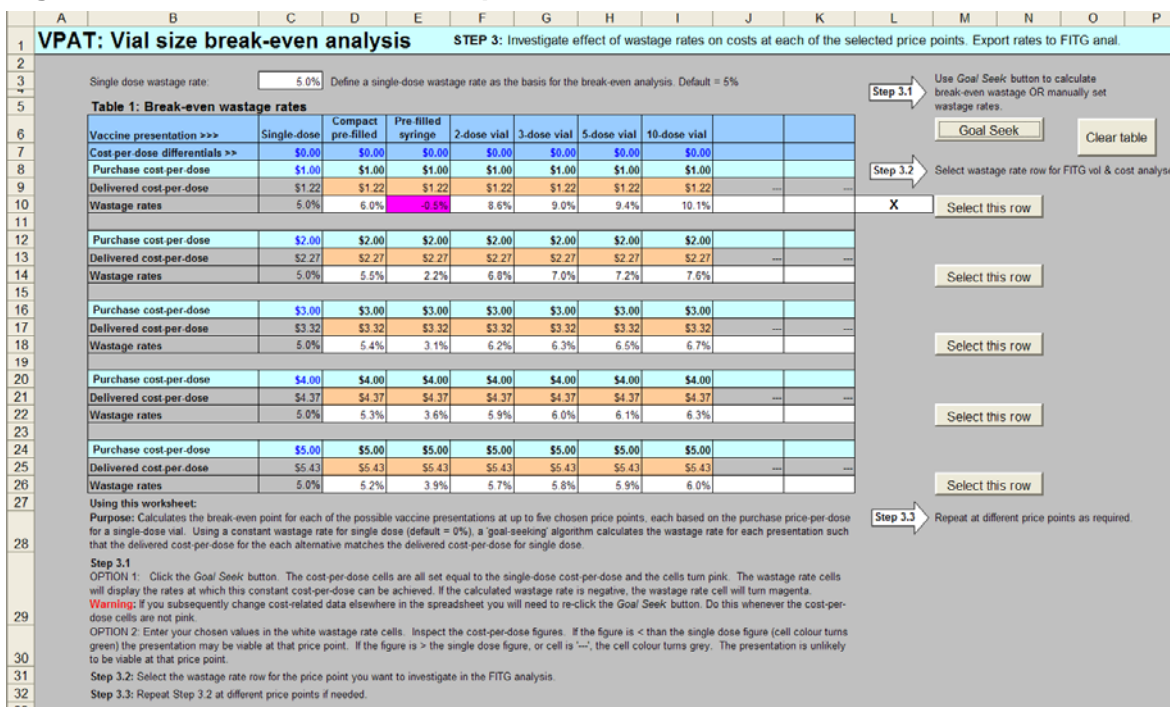 A B C D E F G H I J K L M N O P
1 VPAT: Vial size break-even analysis STEP 3: Investigate effect of wastage rates on costs at each of the selected price points. Export rates to FITG anal.
2
3 Single dose wastage rate: 5.0% Define a single-dose wastage rate as the basis for the break-even analysis. Default = 5%
4
Step 3.1 Use Goal Seek button to calculate
break-even wastage OR manually set
wastage rates.
5 Table 1: Break-even wastage rates
6 Vaccine presentation >>> Single-dose Compact pre-filled Pre-filled syringe 2-dose vial 3-dose vial 5-dose vial 10-dose vial Goal Seek Clear table
7 Cost-per-dose differentials >> $0.00 $0.00 $0.00 $0.00 $0.00 $0.00 $0.00
8 Purchase cost-per-dose $1.00 $1.00 $1.00 $1.00 $1.00 $1.00 $1.00 Step 3.2 Select wastage rate row for FITG vol & cost analyse
9 Delivered cost-per-dose $1.22 $1.22 $1.22 $1.22 $1.22 $1.22 $1.22 --- ---
10 Wastage rates 5.0% 6.0% -0.5% 8.6% 9.0% 9.4% 10.1% X Select this row
11
12 Purchase cost-per-dose $2.00 $2.00 $2.00 $2.00 $2.00 $2.00 $2.00
13 Delivered cost-per-dose $2.27 $2.27 $2.27 $2.27 $2.27 $2.27 $2.27 --- ---
14 Wastage rates 5.0% 5.5% 2.2% 6.8% 7.0% 7.2% 7.6% Select this row
15
16 Purchase cost-per-dose $3.00 $3.00 $3.00 $3.00 $3.00 $3.00 $3.00
17 Delivered cost-per-dose $3.32 $3.32 $3.32 $3.32 $3.32 $3.32 $3.32 --- ---
18 Wastage rates 5.0% 5.4% 3.1% 6.2% 6.3% 6.5% 6.7% Select this row
19
20 Purchase cost-per-dose $4.00 $4.00 $4.00 $4.00 $4.00 $4.00 $4.00
21 Delivered cost-per-dose $4.37 $4.37 $4.37 $4.37 $4.37 $4.37 $4.37 --- ---
22 Wastage rates 5.0% 5.3% 3.6% 5.9% 6.0% 6.1% 6.3% Select this row
23
24 Purchase cost-per-dose $5.00 $5.00 $5.00 $5.00 $5.00 $5.00 $5.00
25 Delivered cost-per-dose $5.43 $5.43 $5.43 $5.43 $5.43 $5.43 $5.43 --- ---
26 Wastage rates 5.0% 5.2% 3.9% 5.7% 5.8% 5.9% 6.0% Select this row
27 Using this worksheet:
Purpose: Calculates the break-even point for each of the possible vaccine presentations at up to five chosen price points, each based on the purchase price-per-dose Step 3.3 Repeat at different price points as required.
for a single-dose vial. Using a constant wastage rate for single dose (default = 0%), a 'goal-seeking' algorithm calculates the wastage rate for each presentation such
28 that the delivered cost-per-dose for the each alternative matches the delivered cost-per-dose for single dose.
Step 3.1
OPTION 1: Click the Goal Seek button. The cost-per-dose cells are all set equal to the single-dose cost-per-dose and the cells turn pink. The wastage rate cells
will display the rates at which this constant cost-per-dose can be achieved. If the calculated wastage rate is negative, the wastage rate cell will turn magenta.
Warning: If you subsequently change cost-related data elsewhere in the spreadsheet you will need to re-click the Goal Seek button. Do this whenever the cost-per-
29 dose cells are not pink.
OPTION 2: Enter your chosen values in the white wastage rate cells. Inspect the cost-per-dose figures. If the figure is < than the single dose figure (cell colour turns
green) the presentation may be viable at that price point. If the figure is > the single dose figure, or cell is '---', the cell colour turns grey. The presentation is unlikely
30 to be viable at that price point.
31 Step 3.2: Select the wastage rate row for the price point you want to investigate in the FITG analysis.
32 Step 3.3: Repeat Step 3.2 at different price points if needed.